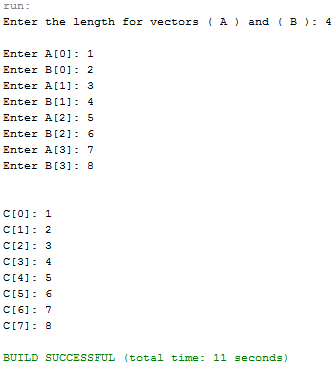 run:
Enter the length for vectors ( A ) and ( B ): 4
Enter A[0]: 1
Enter B[0]: 2
Enter A[1]: 3
Enter B[1]: 4
Enter A[2]: 5
Enter B[2]: 6
Enter A[3]: 7
Enter B[3]: 8
C[0]: 1
C[1]: 2
C[2]: 3
C[3]: 4
C[4]: 5
C[5]: 6
C[6]: 7
C[7]: 8
BUILD SUCCESSFUL (total time: 11 seconds)